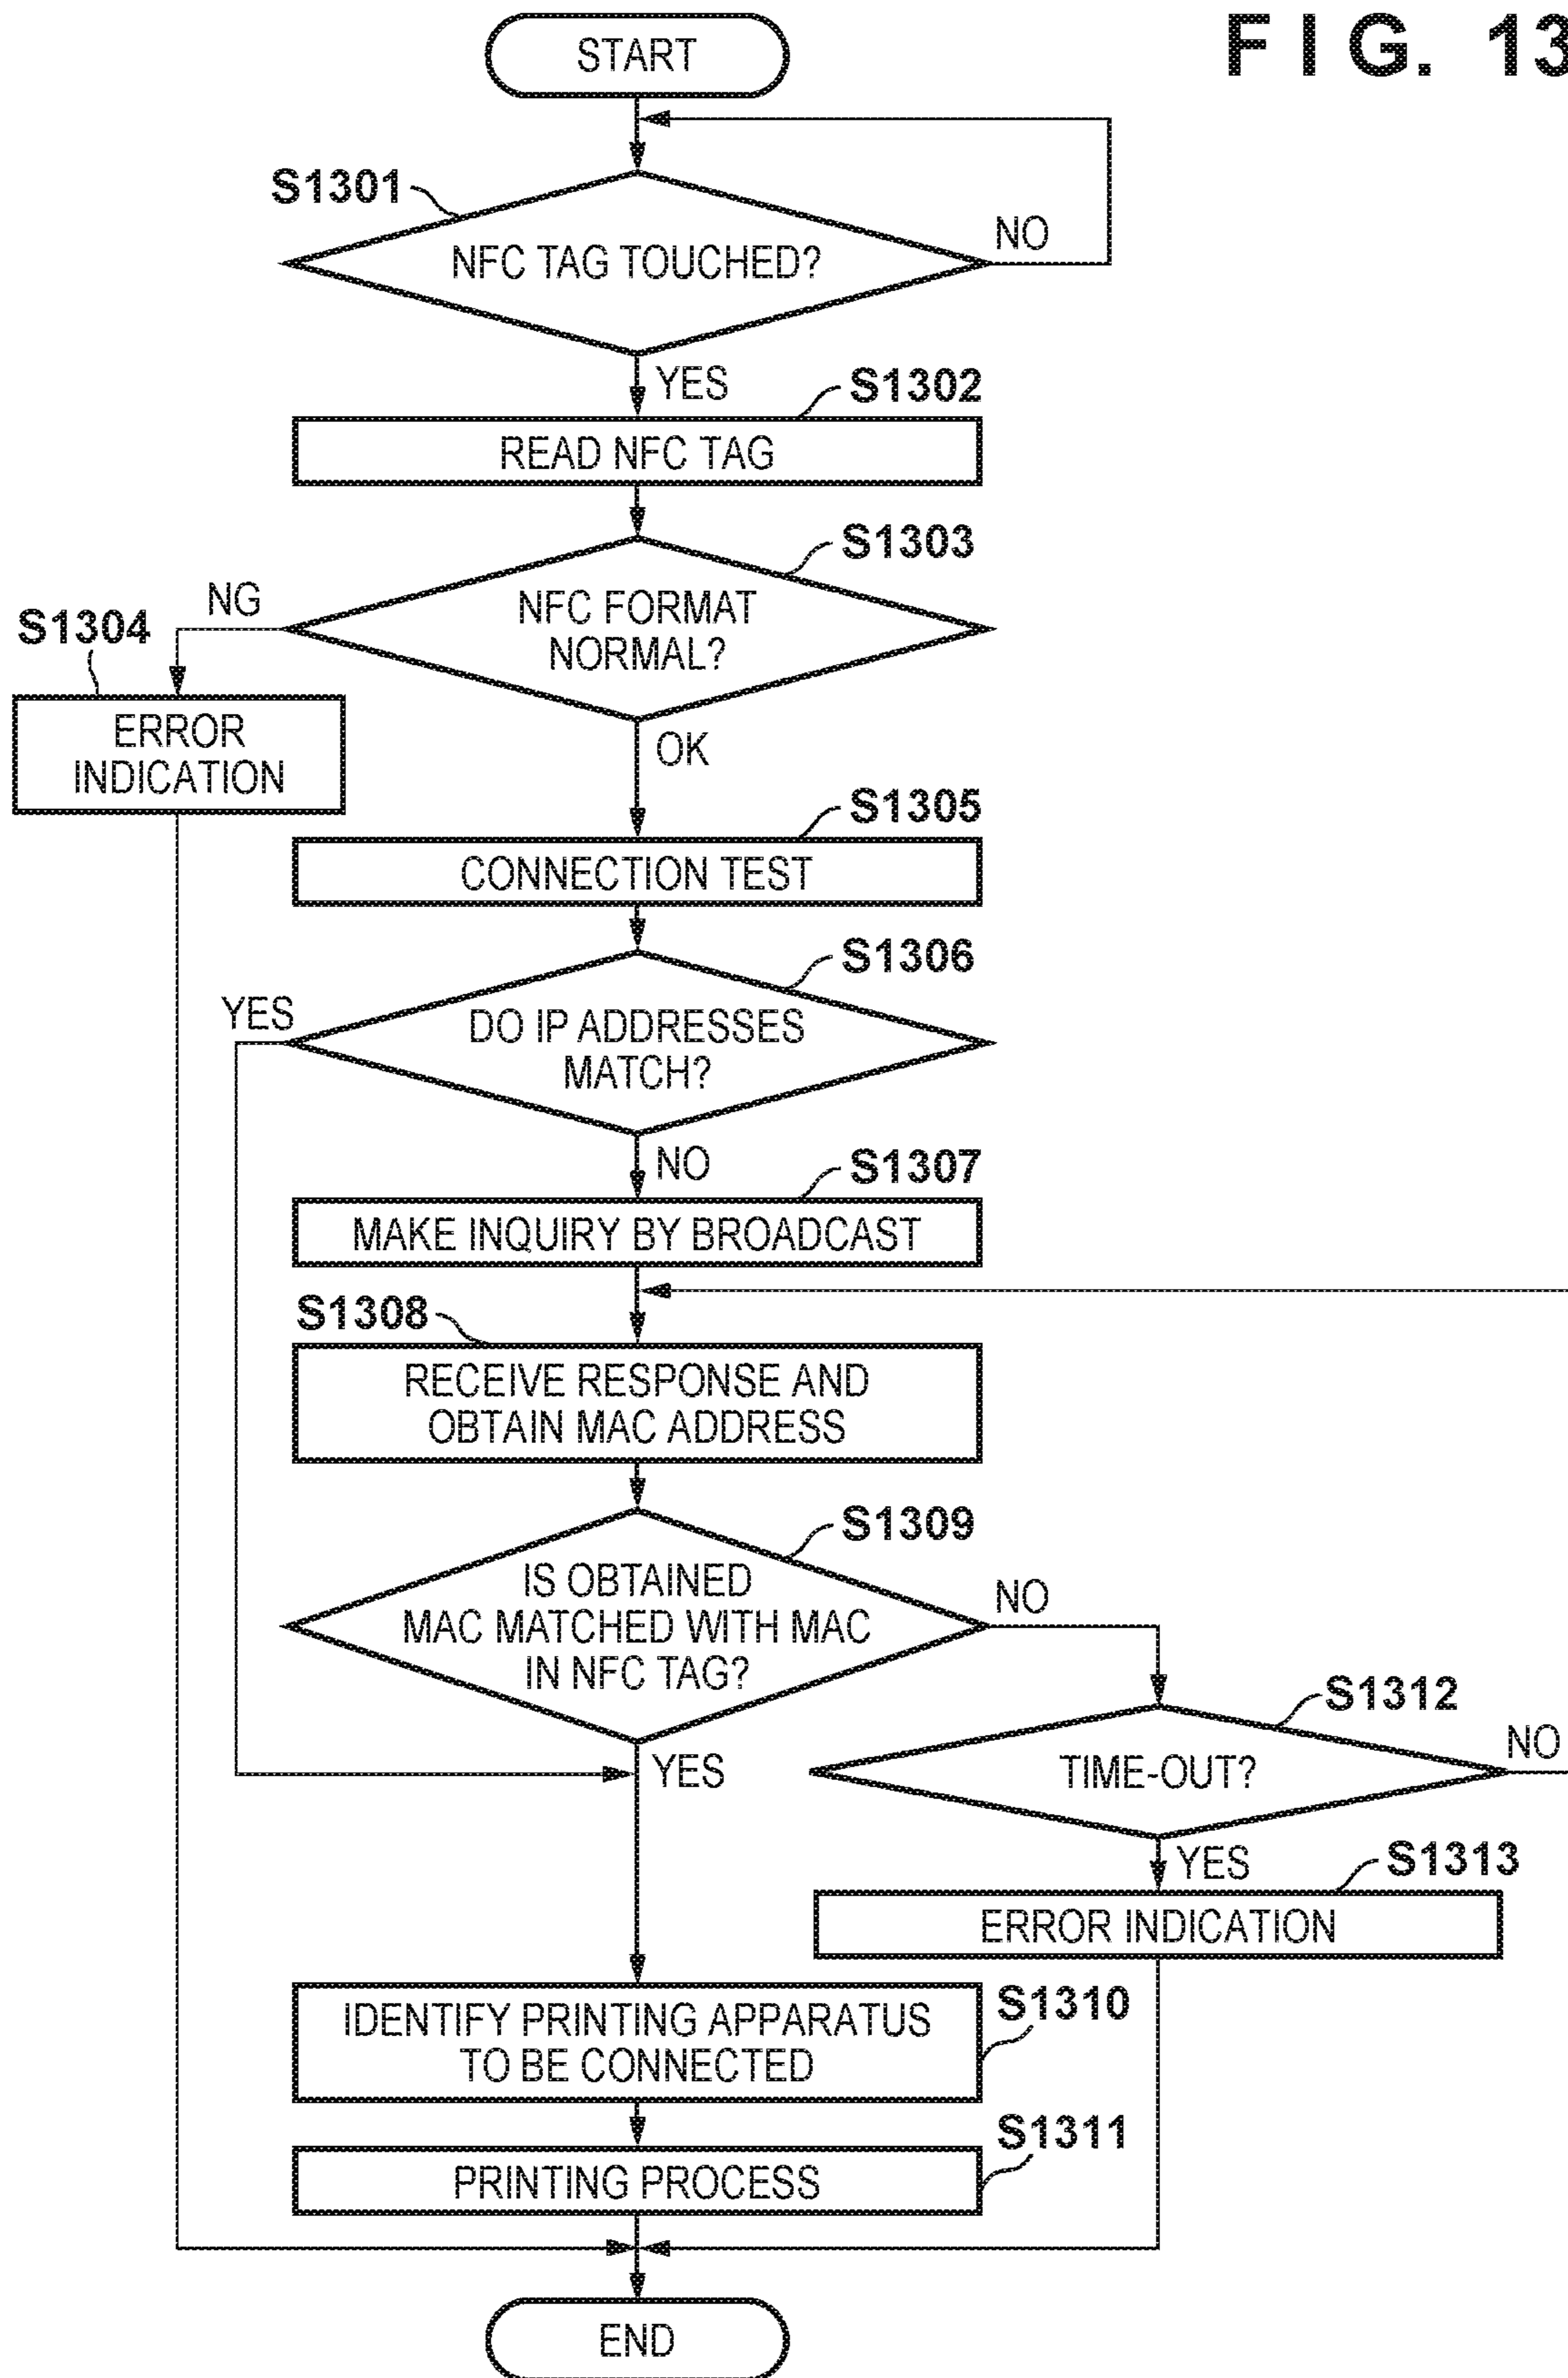 FIG. 13
START
S1301
NFC TAG TOUCHED?
NO
YES
S1302
READ NFC TAG
S1303
NFC FORMAT
NORMAL?
NG
S1304
ERROR
INDICATION
OK
S1305
CONNECTION TEST
S1306
DO IP ADDRESSES
MATCH?
YES
NO
S1307
MAKE INQUIRY BY BROADCAST
S1308
RECEIVE RESPONSE AND
OBTAIN MAC ADDRESS
S1309
IS OBTAINED
MAC MATCHED WITH MAC
IN NFC TAG?
NO
YES
S1312
TIME-OUT?
NO
YES
S1313
ERROR INDICATION
S1310
IDENTIFY PRINTING APPARATUS
TO BE CONNECTED
S1311
PRINTING PROCESS
END